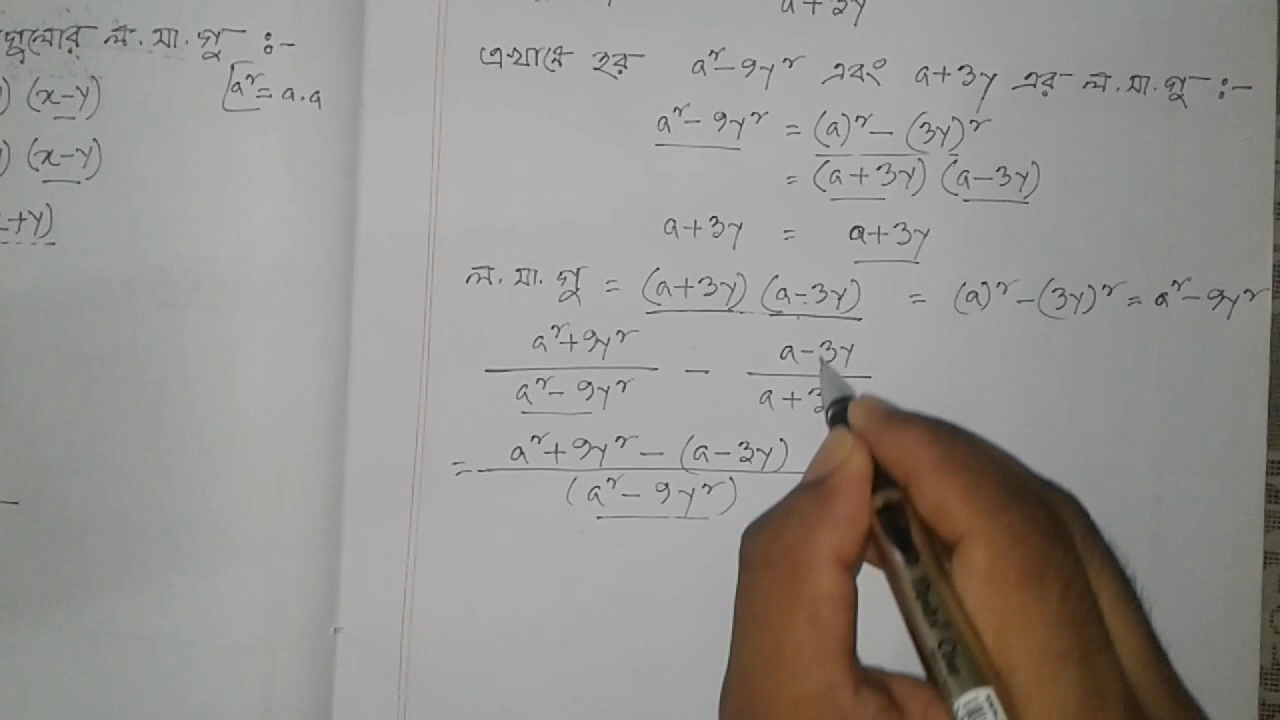 ল. সা. গু :-
(x-y)
a² = a.a
(x-y)
+y)
a+3y
এখানে হর a²-9y² এবং a+3y এর ল.সা.গু :-
a²-9y² = (a)²-(3y)²
= (a+3y) (a-3y)
a+3y = a+3y
ল.সা.গু = (a+3y) (a-3y) = (a)²-(3y)² = a²-9y²
a²+9y² - a-3y
a²-9y² a+3
= a²+9y² - (a-3y)
(a²-9y²)